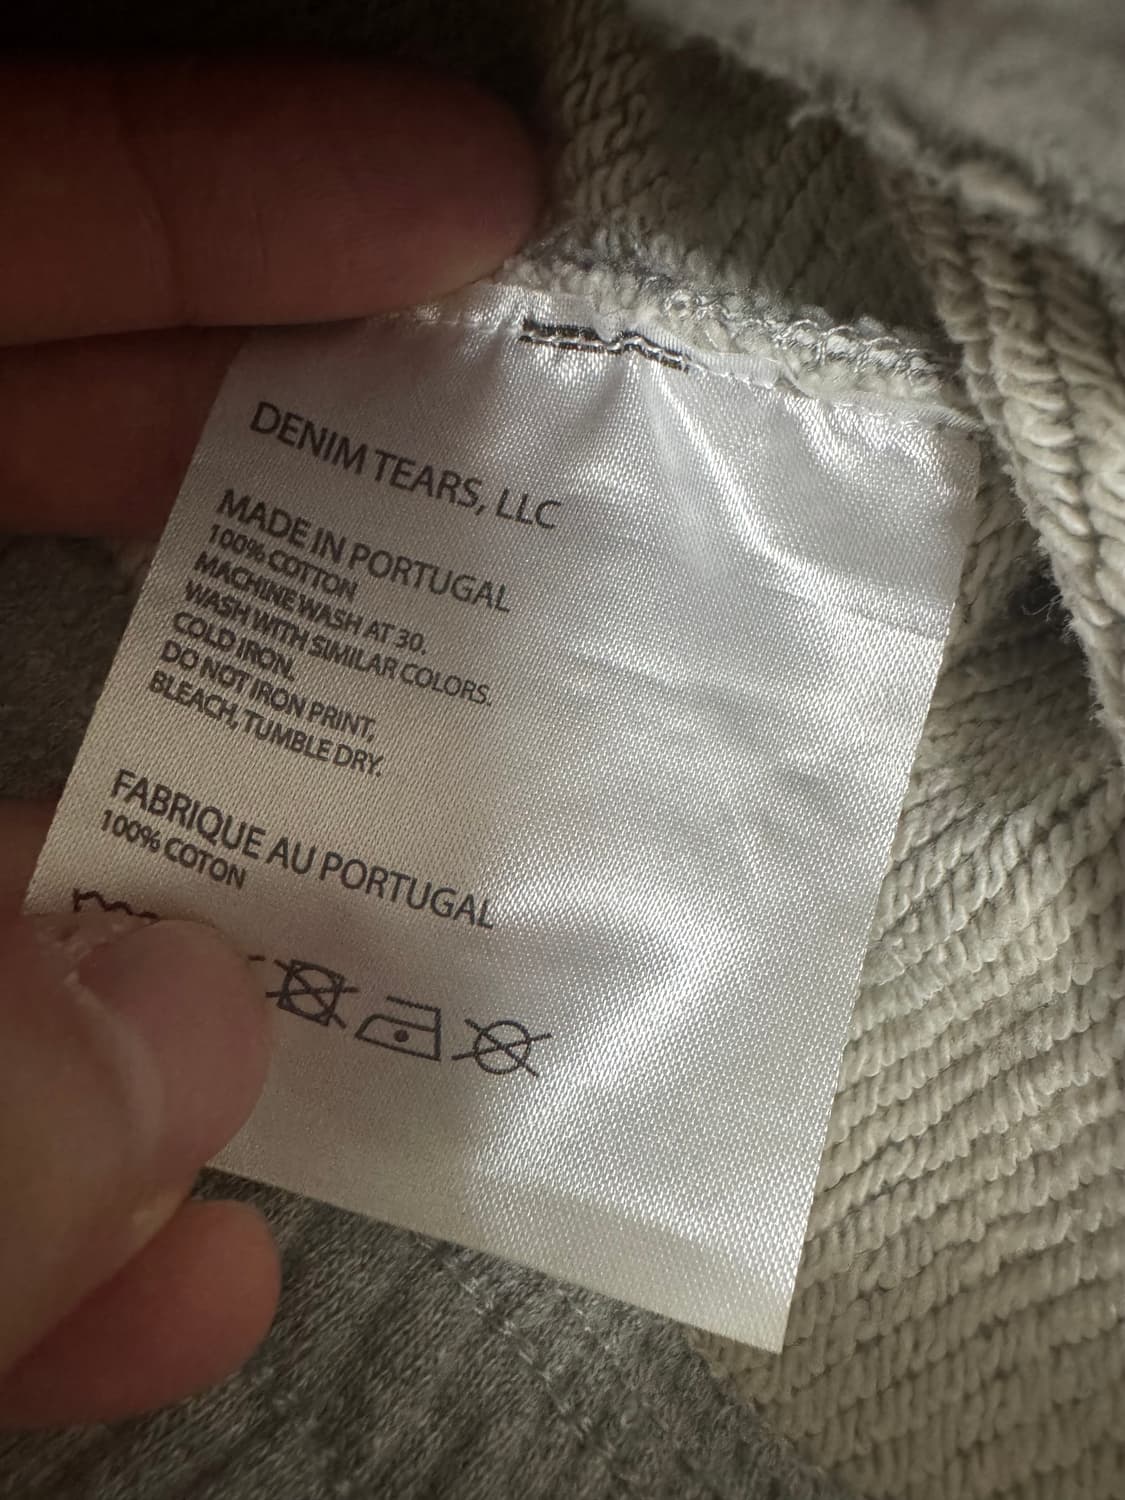 DENIM TEARS, LLC
MADE IN PORTUGAL
100% COTTON
MACHINE WASH AT 30.
WASH WITH SIMILAR COLORS.
COLD IRON,
DO NOT IRON PRINT,
BLEACH, TUMBLE DRY.
FABRIQUE AU PORTUGAL
100% COTON